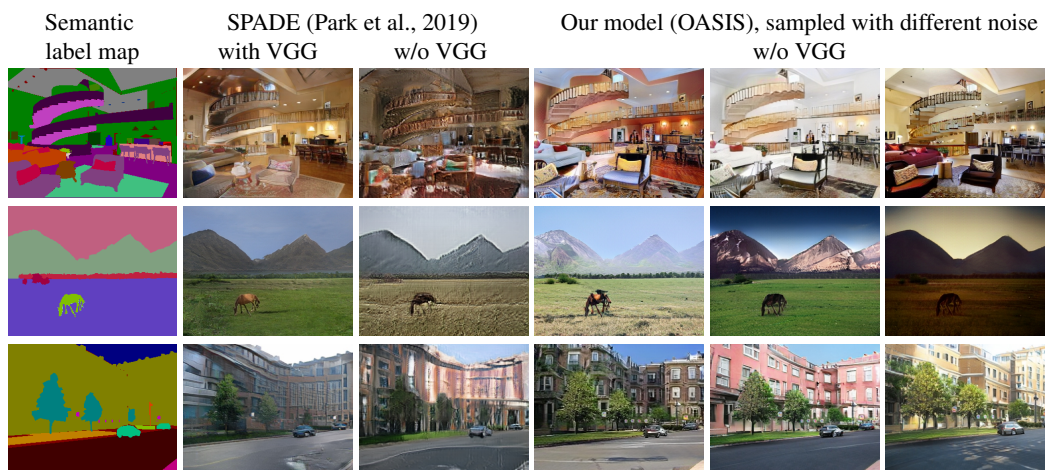 Semantic
label map
SPADE (Park et al., 2019)
with VGG w/o VGG
Our model (OASIS), sampled with different noise
w/o VGG